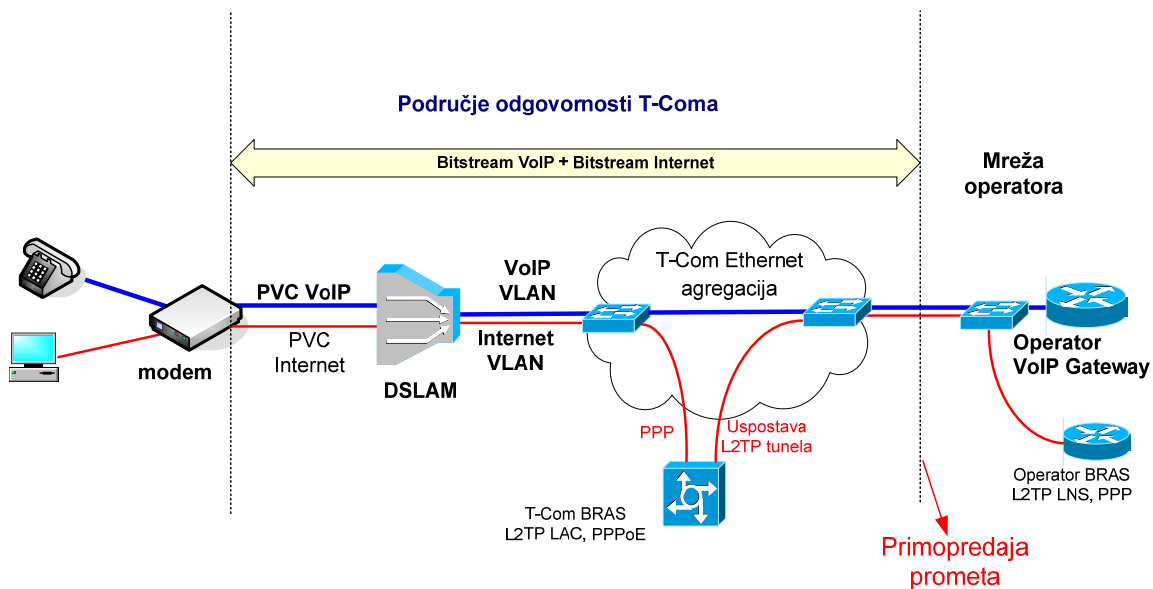 Područje odgovornosti T-Coma
Bitstream VoIP + Bitstream Internet
Mreža
operatora
T-Com Ethernet
agregacija
VoIP
VLAN
PVC VoIP
PVC
Internet
Internet
VLAN
modem
DSLAM
Operator
VoIP Gateway
PPP
Uspostava
L2TP tunela
Operator BRAS
L2TP LNS, PPP
T-Com BRAS
L2TP LAC, PPPoE
Primopredaja
prometa